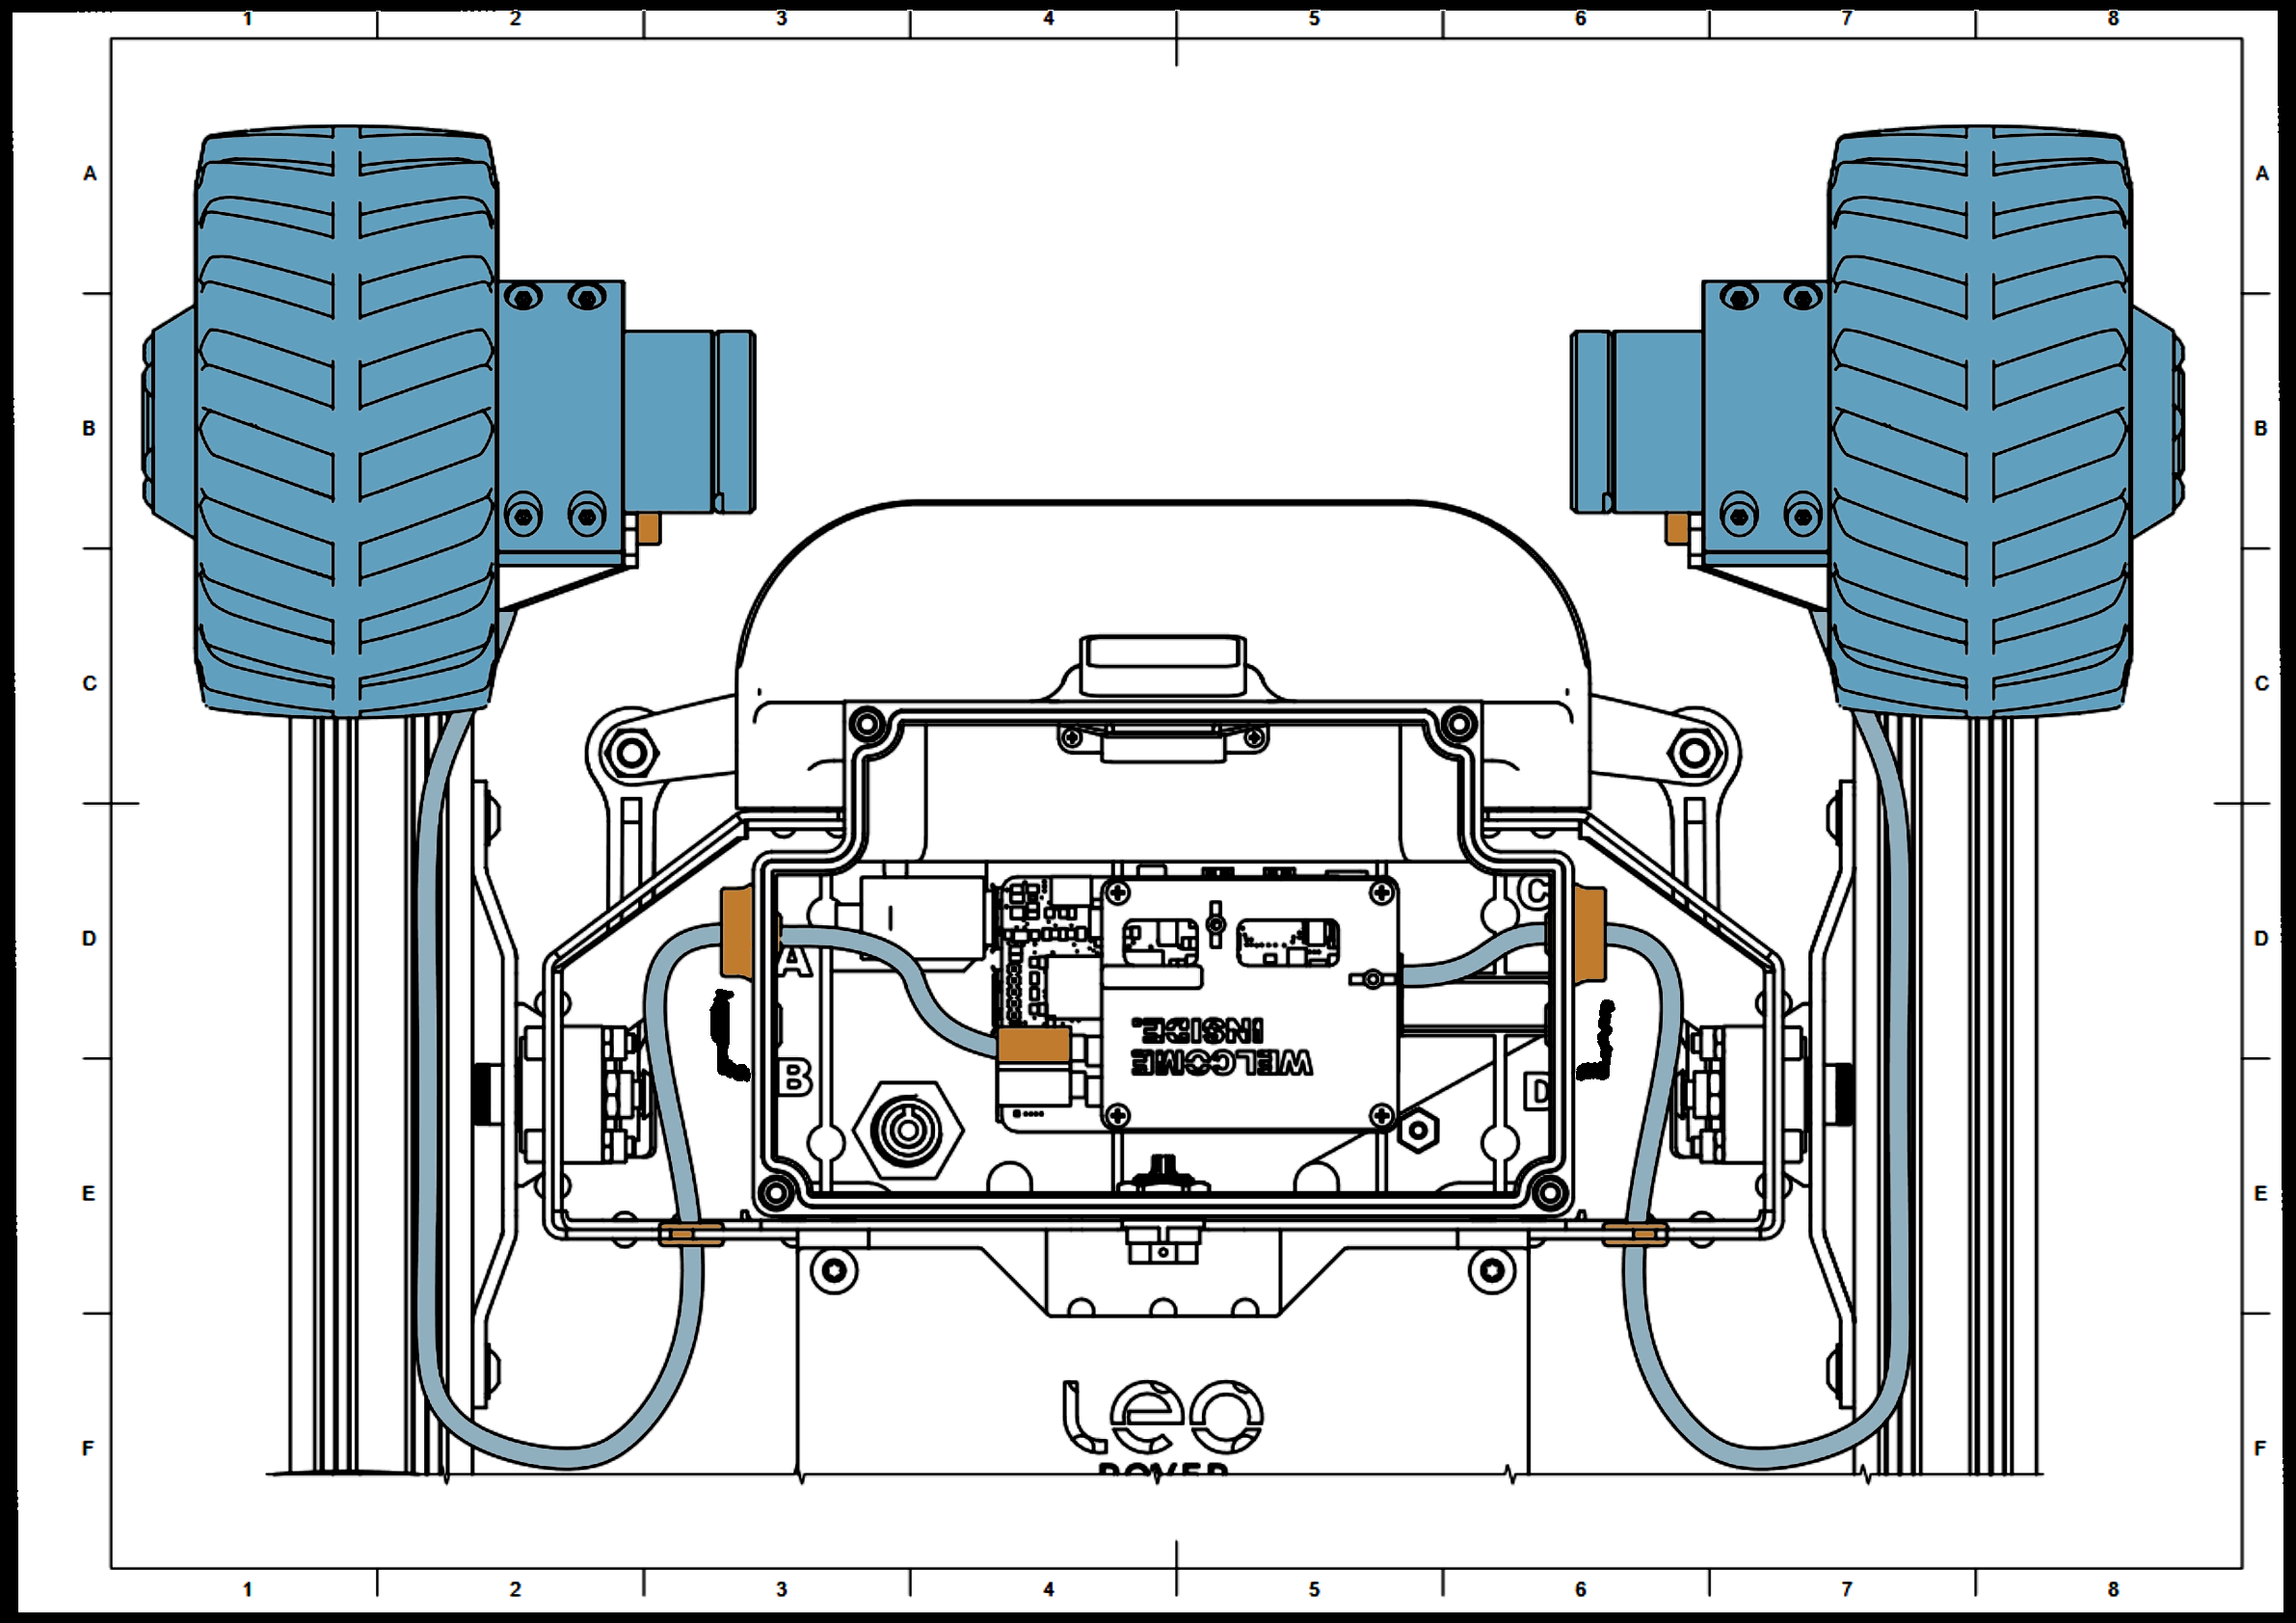 1 2 3 4 5 6 7 8
A A
B B
C C
C
D D
A
INSIDE.
WELCOME
B D
E E
leo
ROVER
F F
1 2 3 4 5 6 7 8